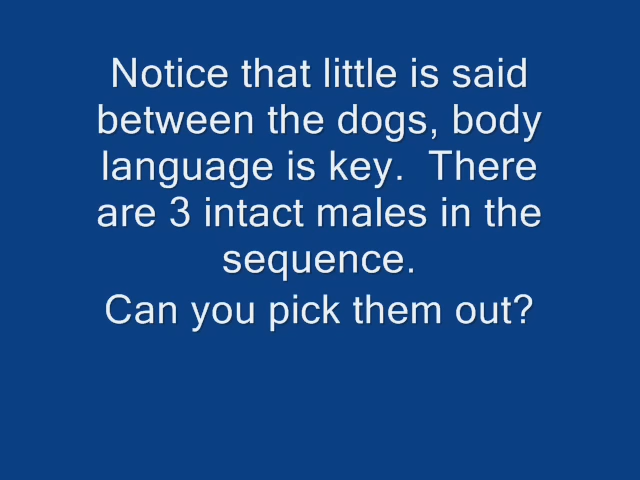 Notice that little is said
between the dogs, body
language is key.  There
are 3 intact males in the
sequence.
Can you pick them out?